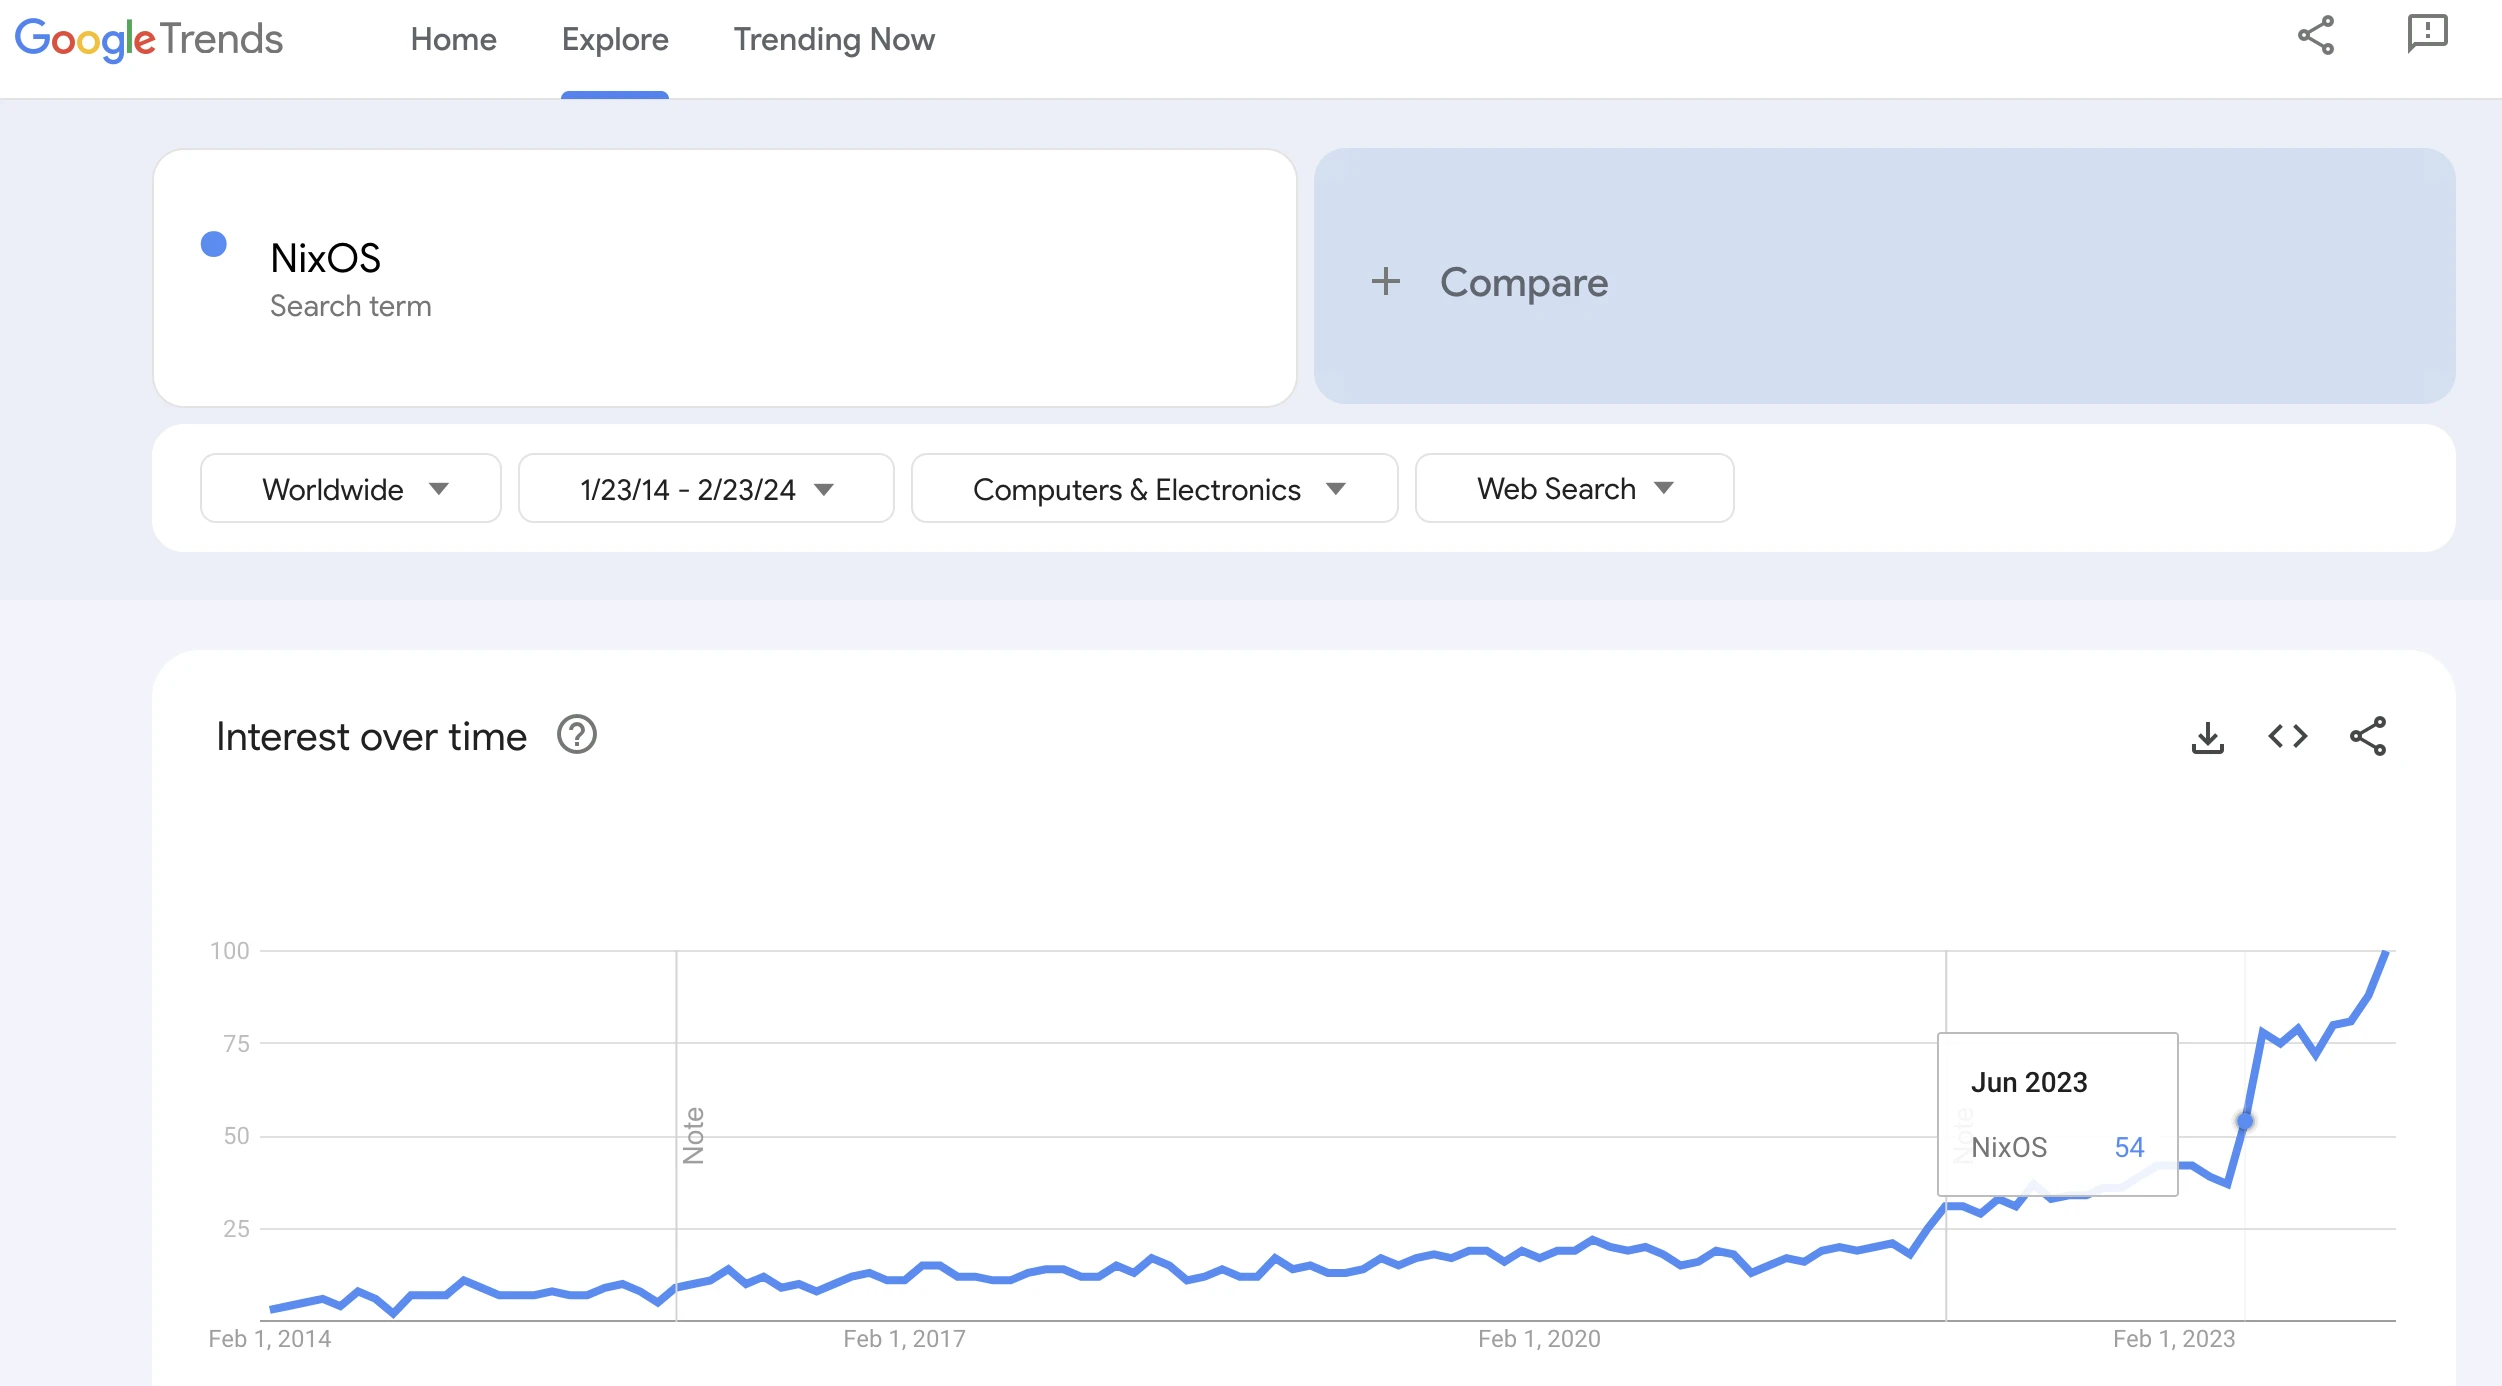 Google Trends Home Explore Trending Now
NixOS
Search term
+ Compare
Worldwide 1/23/14 - 2/23/24 Computers & Electronics Web Search
Interest over time
100
75
50
25
Note
Note
Jun 2023
NixOS 54
Feb 1, 2014 Feb 1, 2017 Feb 1, 2020 Feb 1, 2023